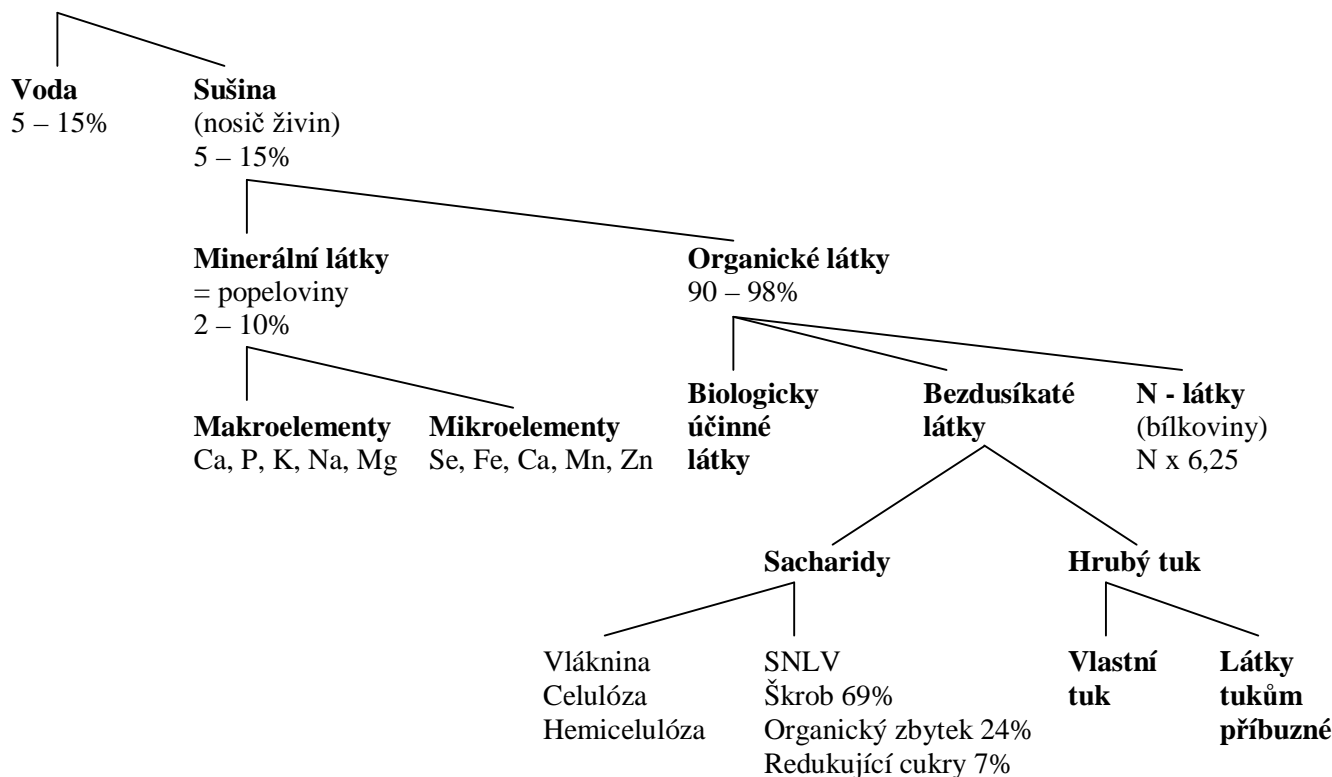 Voda
5 – 15%
Sušina
(nosič živin)
5 – 15%
Minerální látky
= popeloviny
2 – 10%
Organické látky
90 – 98%
Makroelementy
Ca, P, K, Na, Mg
Mikroelementy
Se, Fe, Ca, Mn, Zn
Biologicky
účinné
látky
Bezdusíkaté
látky
N - látky
(bílkoviny)
N x 6,25
Sacharidy
Hrubý tuk
Vláknina
Celulóza
Hemicelulóza
SNLV
Škrob 69%
Organický zbytek 24%
Redukující cukry 7%
Vlastní
tuk
Látky
tukům
příbuzné